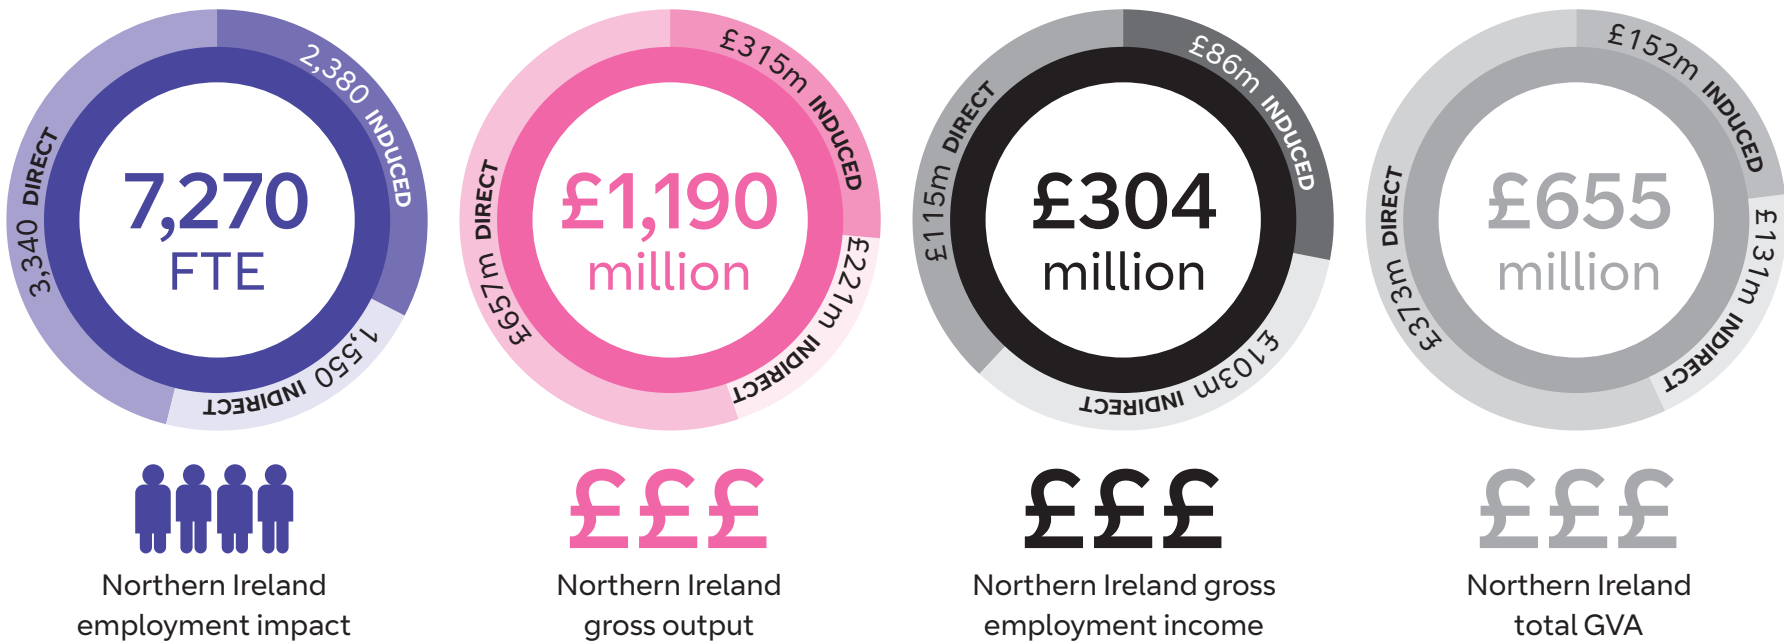 2,380 INDUCED
3,340 DIRECT
7,270
FTE
1,550 INDIRECT
Northern Ireland
employment impact
£315m INDUCED
£657m DIRECT
£1,190
million
£221m INDIRECT
£££
Northern Ireland
gross output
£86m INDUCED
£115m DIRECT
£304
million
£103m INDIRECT
£££
Northern Ireland gross
employment income
£152m INDUCED
£373m DIRECT
£655
million
£131m INDIRECT
£££
Northern Ireland
total GVA